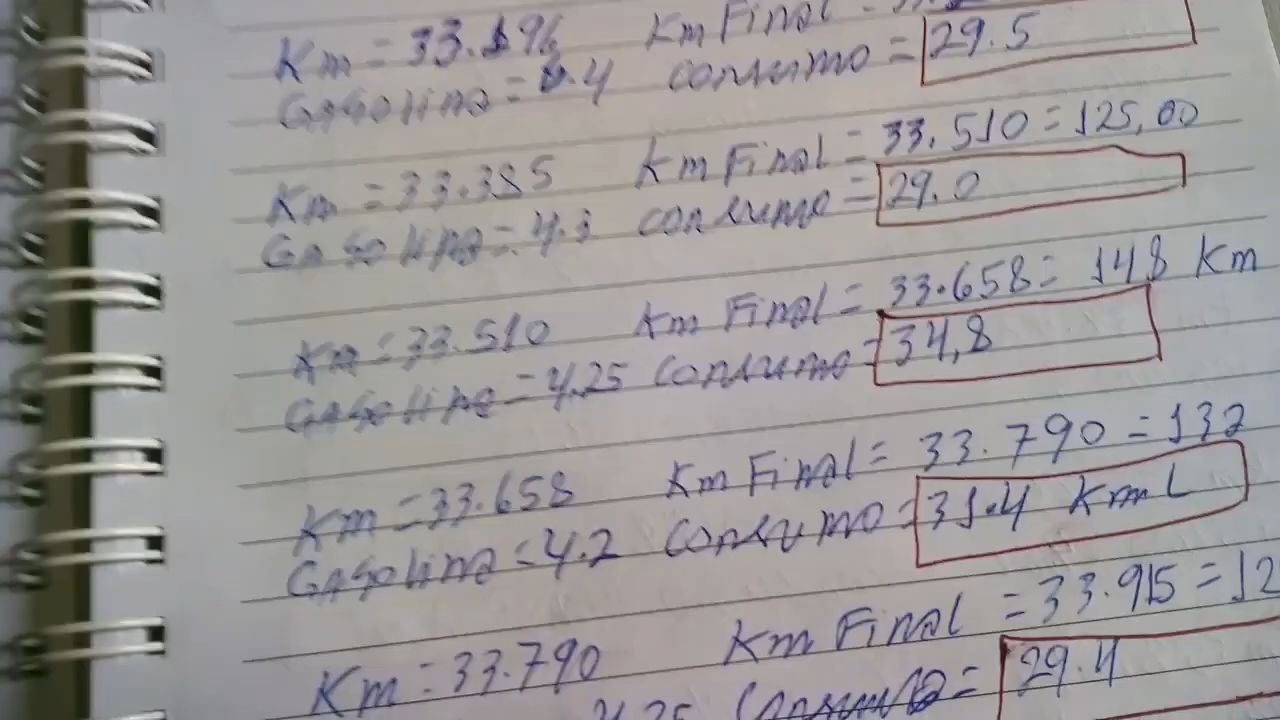 Km = 33.196 Km Final
Gasolina = 6.4 consumo = 29.5
Km = 33.385 Km Final = 33.510 = 125,00
Gasolina = 4.3 consumo = 29.0
Km = 33.510 Km Final = 33.658 = 148 Km
Gasolina = 4.25 consumo = 34,8
Km = 33.658 Km Final = 33.790 = 132
Gasolina = 4.2 consumo = 31.4 Km L
Km = 33.790 Km Final = 33.915 = 12
4.25 consumo = 29.4